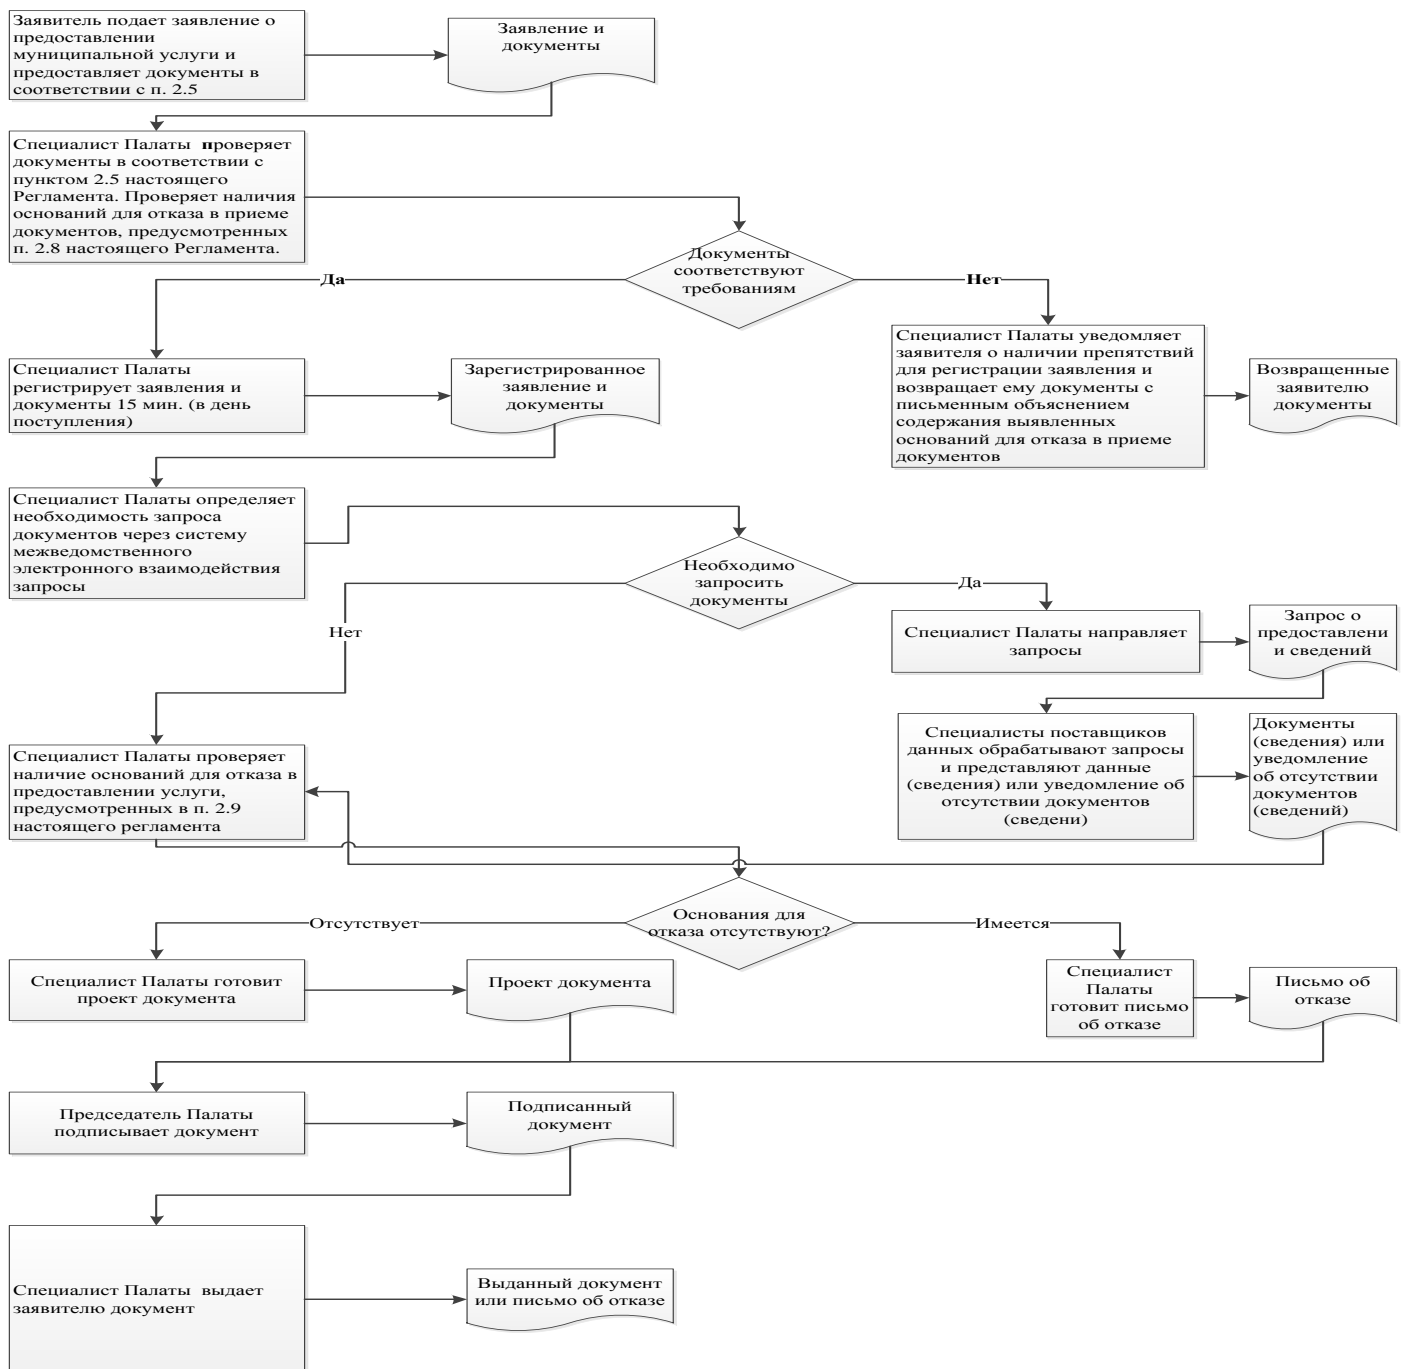 Заявитель подает заявление о
предоставлении
муниципальной услуги и
предоставляет документы в
соответствии с п. 2.5
Заявление и
документы
Специалист Палаты  проверяет
документы в соответствии с
пунктом 2.5 настоящего
Регламента. Проверяет наличия
оснований для отказа в приеме
документов, предусмотренных
п. 2.8 настоящего Регламента.
Документы
соответствуют
требованиям
Да
Нет
Специалист Палаты
регистрирует заявления и
документы 15 мин. (в день
поступления)
Зарегистрированное
заявление и
документы
Специалист Палаты уведомляет
заявителя о наличии препятствий
для регистрации заявления и
возвращает ему документы с
письменным объяснением
содержания выявленных
оснований для отказа в приеме
документов
Возвращенные
заявителю
документы
Специалист Палаты определяет
необходимость запроса
документов через систему
межведомственного
электронного взаимодействия
запросы
Необходимо
запросить
документы
Да
Нет
Специалист Палаты направляет
запросы
Запрос о
предоставлени
и сведений
Специалисты поставщиков
данных обрабатывают запросы
и представляют данные
(сведения) или уведомление об
отсутствии документов
(сведени)
Документы
(сведения) или
уведомление
об отсутствии
документов
(сведений)
Специалист Палаты проверяет
наличие оснований для отказа в
предоставлении услуги,
предусмотренных в п. 2.9
настоящего регламента
Основания для
отказа отсутствуют?
Отсутствует
Имеется
Специалист Палаты готовит
проект документа
Проект документа
Специалист
Палаты
готовит письмо
об отказе
Письмо об
отказе
Председатель Палаты
подписывает документ
Подписанный
документ
Специалист Палаты  выдает
заявителю документ
Выданный документ
или письмо об отказе